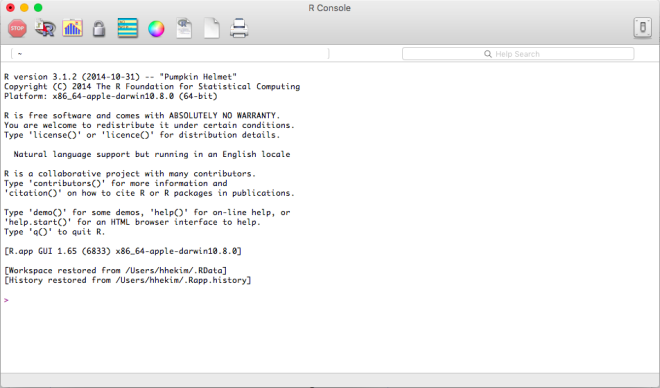 R Console
STOP
~
Help Search
R version 3.1.2 (2014-10-31) -- "Pumpkin Helmet"
Copyright (C) 2014 The R Foundation for Statistical Computing
Platform: x86_64-apple-darwin10.8.0 (64-bit)
R is free software and comes with ABSOLUTELY NO WARRANTY.
You are welcome to redistribute it under certain conditions.
Type 'license()' or 'licence()' for distribution details.
Natural language support but running in an English locale
R is a collaborative project with many contributors.
Type 'contributors()' for more information and
'citation()' on how to cite R or R packages in publications.
Type 'demo()' for some demos, 'help()' for on-line help, or
'help.start()' for an HTML browser interface to help.
Type 'q()' to quit R.
[R.app GUI 1.65 (6833) x86_64-apple-darwin10.8.0]
[Workspace restored from /Users/hhekim/.RData]
[History restored from /Users/hhekim/.Rapp.history]
>